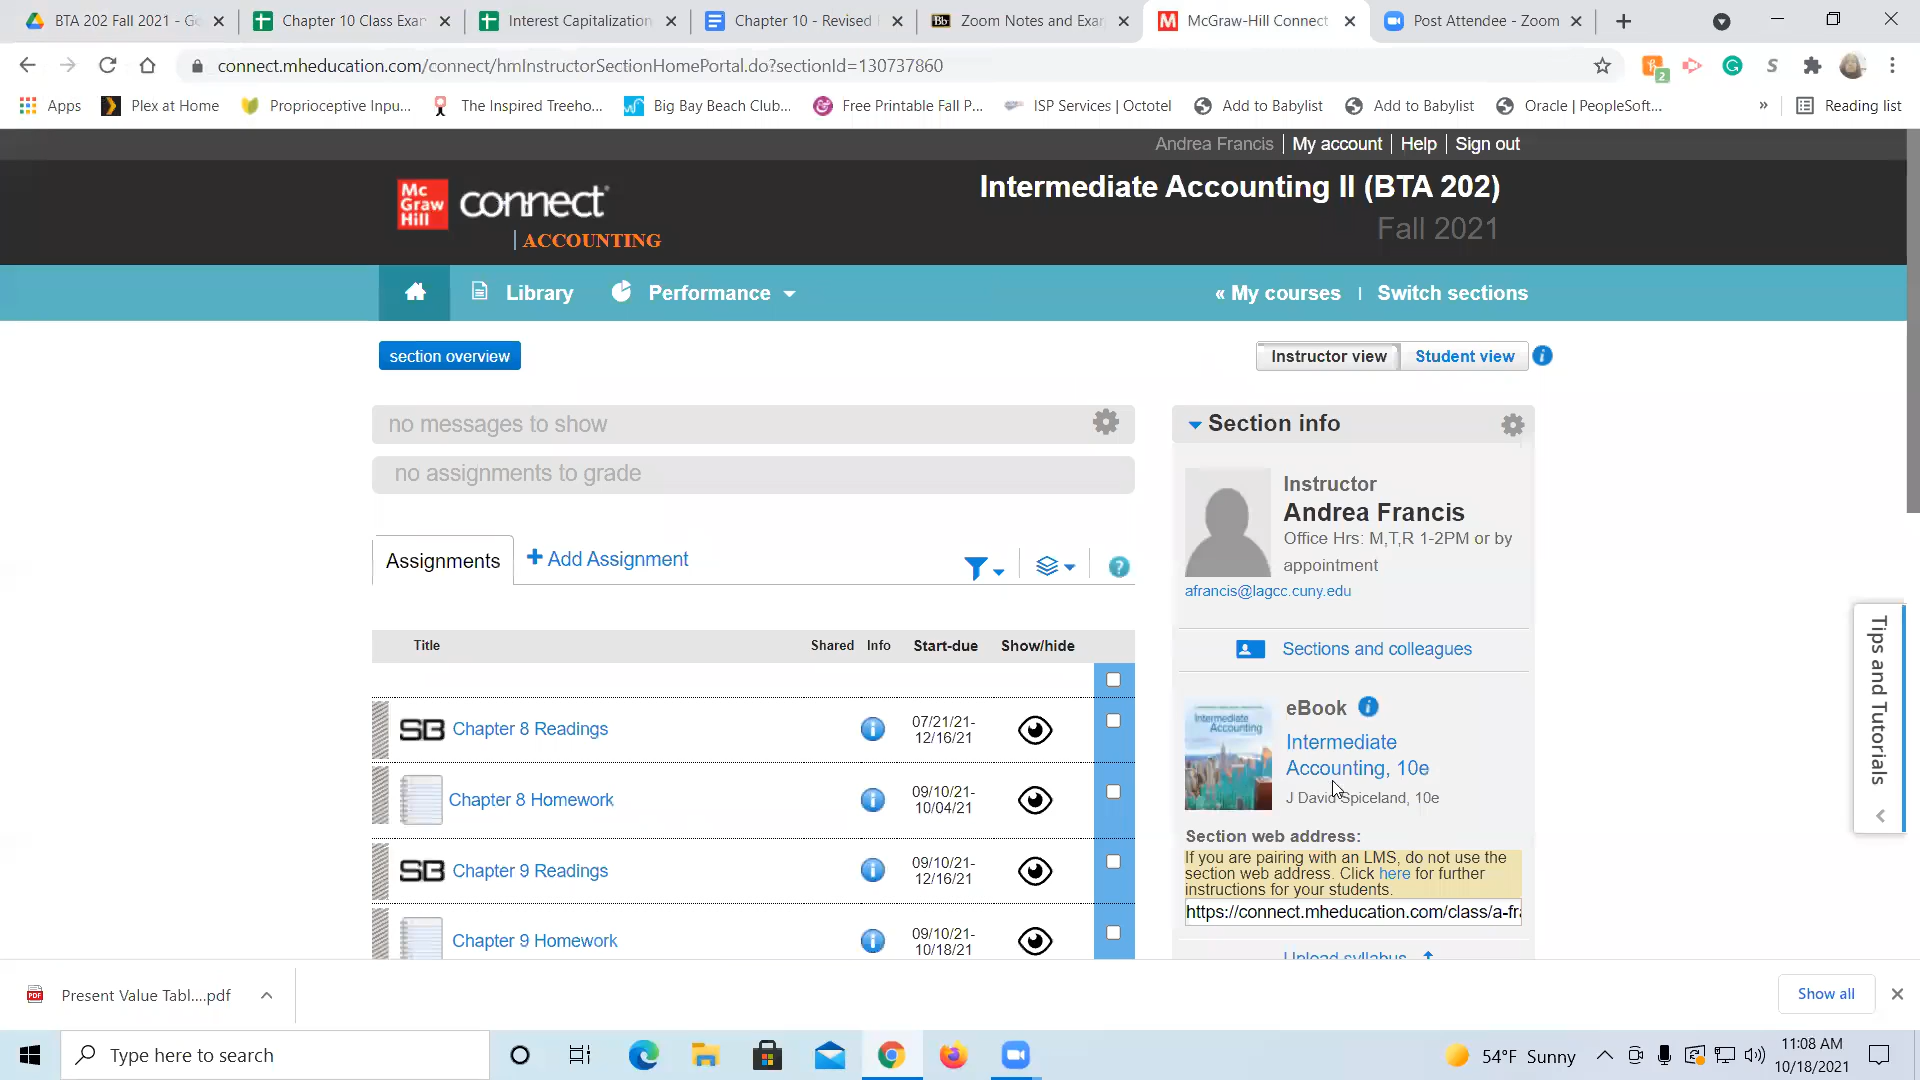 BTA 202 Fall 2021 - G
Chapter 10 Class Exar
Interest Capitalization
Chapter 10 - Revised
Zoom Notes and Exa
McGraw-Hill Connect
Post Attendee - Zoom
connect.mheducation.com/connect/hmInstructorSectionHomePortal.do?sectionId=130737860
2
Apps
Plex at Home
Proprioceptive Inpu...
The Inspired Treeho...
Big Bay Beach Club...
Free Printable Fall P...
ISP Services | Octotel
Add to Babylist
Add to Babylist
Oracle | PeopleSoft...
»
Reading list
Andrea Francis | My account | Help | Sign out
Mc
Graw
Hill
connect
| ACCOUNTING
Intermediate Accounting II (BTA 202)
Fall 2021
Library
Performance
« My courses | Switch sections
section overview
Instructor view
Student view
no messages to show
no assignments to grade
Assignments
+ Add Assignment
Title
Shared
Info
Start-due
Show/hide
SB
Chapter 8 Readings
07/21/21-
12/16/21
Chapter 8 Homework
09/10/21-
10/04/21
SB
Chapter 9 Readings
09/10/21-
12/16/21
Chapter 9 Homework
09/10/21-
10/18/21
Section info
Instructor
Andrea Francis
Office Hrs: M,T,R 1-2PM or by
appointment
afrancis@lagcc.cuny.edu
Sections and colleagues
Intermediate
Accounting
eBook
Intermediate
Accounting, 10e
J David Spiceland, 10e
Section web address:
If you are pairing with an LMS, do not use the
section web address. Click here for further
instructions for your students.
https://connect.mheducation.com/class/a-fra
Upload syllabus
Tips and Tutorials
PDF
Present Value Tabl....pdf
Show all
Type here to search
54°F Sunny
11:08 AM
10/18/2021